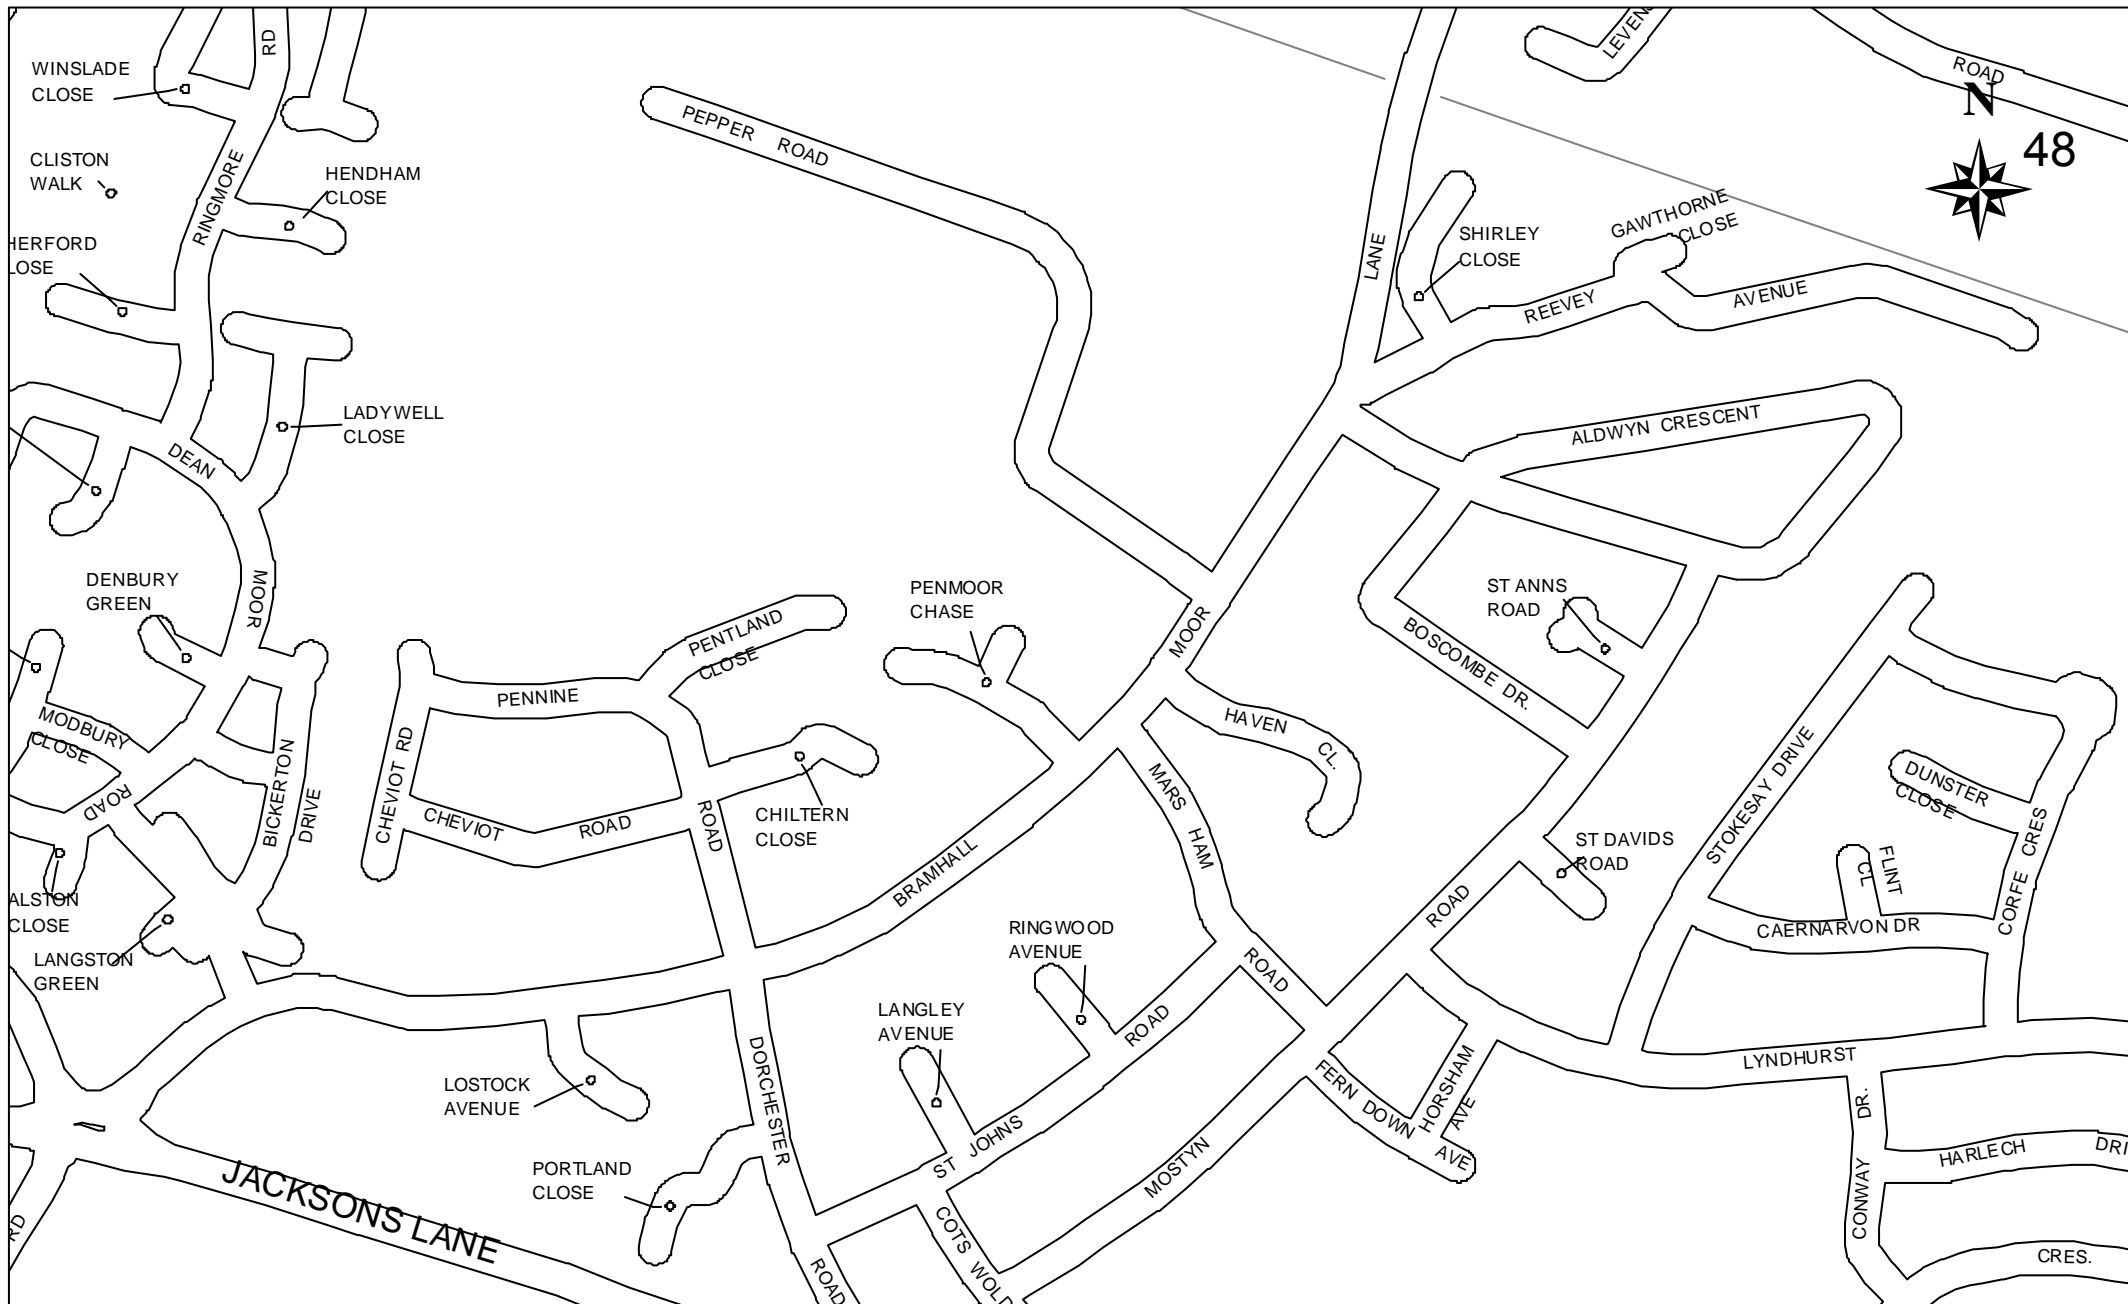 RD
LEVEN
ROAD
N
48
WINSLADE
CLOSE
CLISTON
WALK
HENDHAM
CLOSE
RINGMORE
HERFORD
LOSE
PEPPER ROAD
LANE
SHIRLEY
CLOSE
GAWTHORNE
CLOSE
REEVEY
AVENUE
LADYWELL
CLOSE
DEAN
ALDWYN CRESCENT
DENBURY
GREEN
MOOR
PENTLAND
CLOSE
PENMOOR
CHASE
MOOR
ST ANNS
ROAD
BOSCOMBE DR.
MODBURY
CLOSE
ROAD
BICKERTON
DRIVE
CHEVIOT RD
PENNINE
CHEVIOT
ROAD
ROAD
CHILTERN
CLOSE
HAVEN
CL.
MARS HAM
BRAMHALL
STOKESAY DRIVE
DUNSTER
CLOSE
ST DAVIDS
ROAD
FLINT
CL
CORFE CRES
CAERNARVON DR
ALSTON
CLOSE
LANGSTON
GREEN
RINGWOOD
AVENUE
ROAD
ROAD
LANGLEY
AVENUE
ROAD
LYNDHURST
LOSTOCK
AVENUE
DORCHESTER
FERN DOWN
AVE
HORSHAM
AVE
DR.
CONWAY
HARLECH
DRI
PORTLAND
CLOSE
ST JOHNS
MOSTYN
JACKSONS LANE
RD
COTS WOLD
ROAD
CRES.